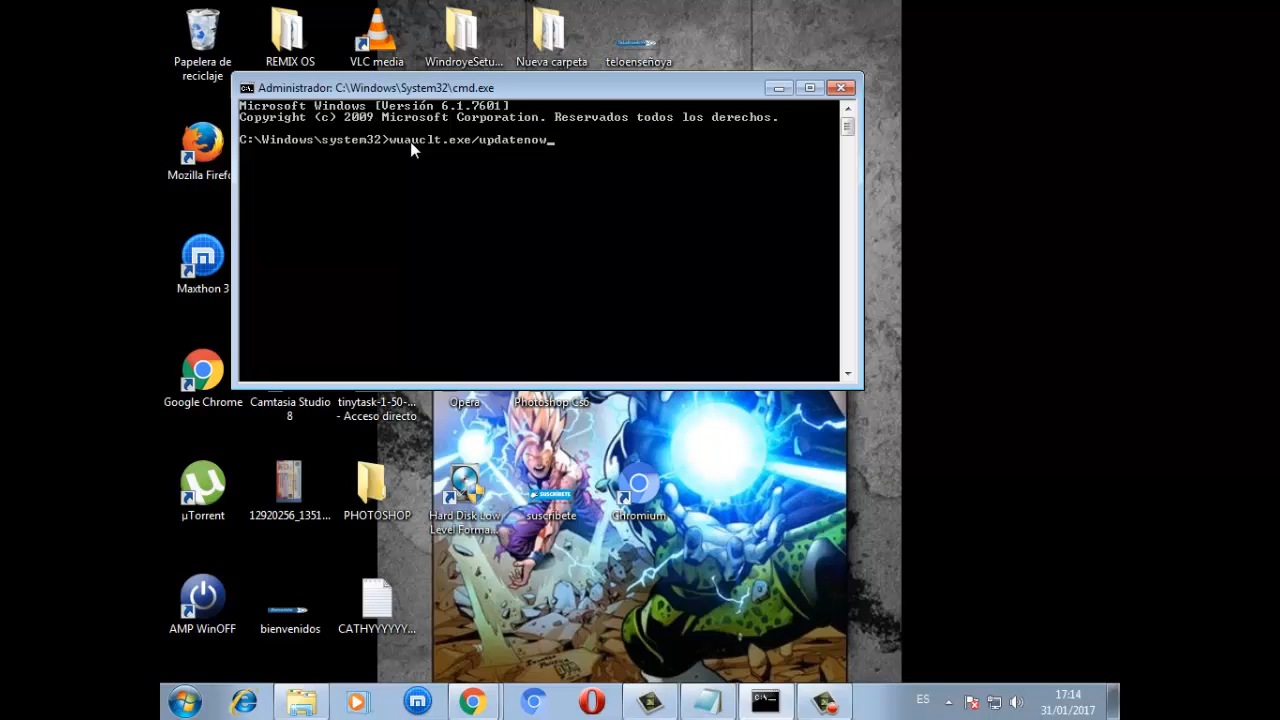 Papelera de
reciclaje
REMIX OS
VLC media
WindroyeSetu...
Nueva carpeta
teloenseñoya
Administrador: C:\Windows\System32\cmd.exe
Microsoft Windows [Versión 6.1.7601]
Copyright (c) 2009 Microsoft Corporation. Reservados todos los derechos.
C:\Windows\system32>wuauclt.exe/updatenow_
Mozilla Firefo
Maxthon 3
Google Chrome
Camtasia Studio
8
tinytask-1-50-...
- Acceso directo
Opera
Photoshop Cs6
µTorrent
12920256_1351...
PHOTOSHOP
Hard Disk Low
Level Forma...
SUSCRIBETE
suscribete
Chromium
AMP WinOFF
bienvenidos
CATHYYYYYY...
ES
17:14
31/01/2017